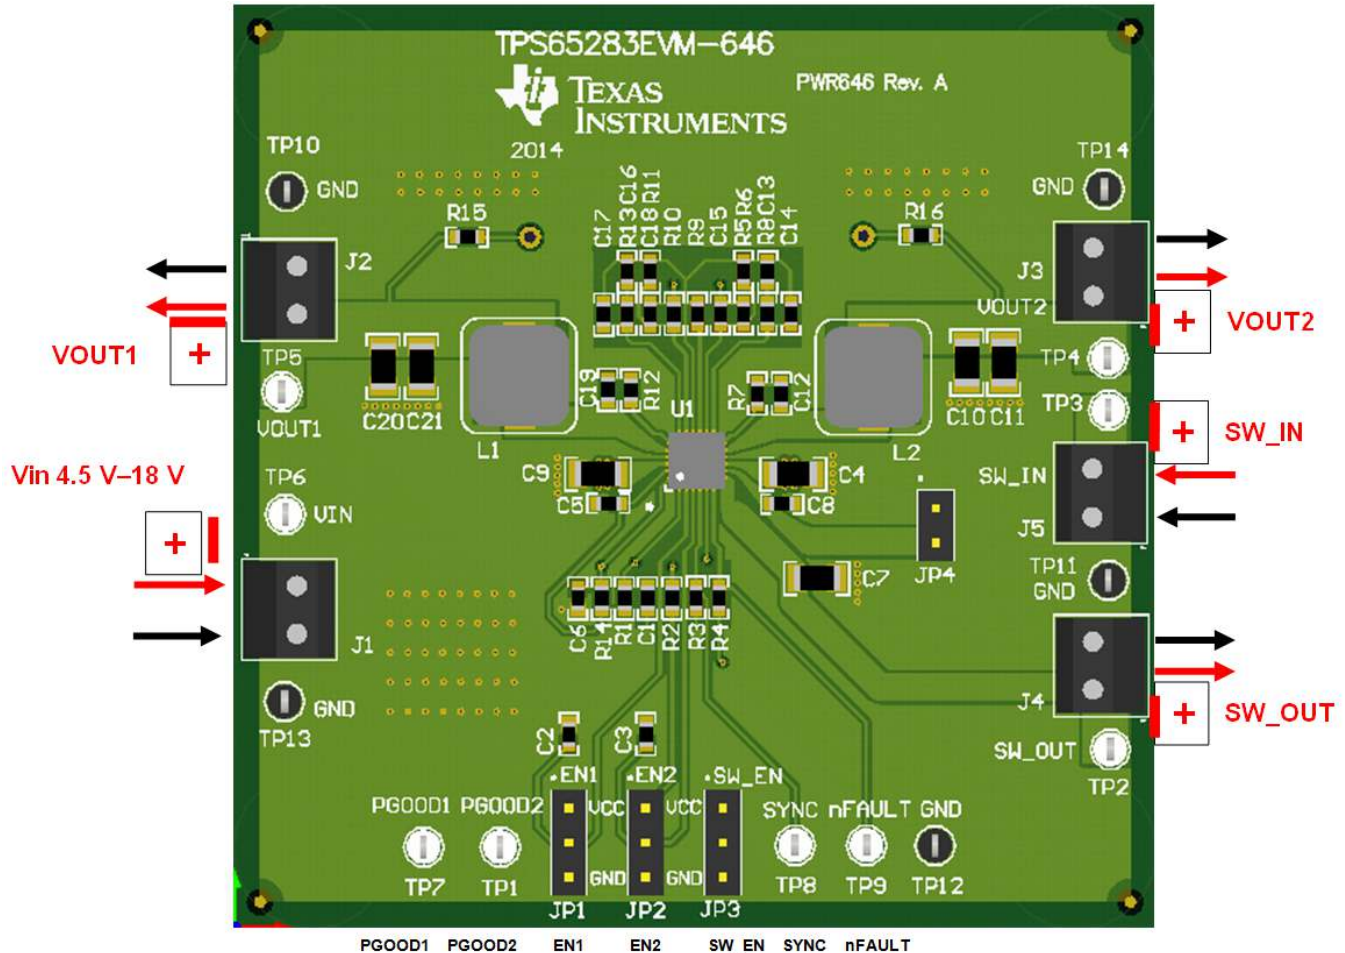 TPS65283EVM-646
PWR646 Rev. A
TEXAS
INSTRUMENTS
2014
TP10
GND
TP14
GND
R15
R16
C17
R13
C16
C18
R11
R10
R9
C15
R5
R6
R8
C13
C14
J2
J3
VOUT2
VOUT1
+
+
VOUT2
TP5
VOUT1
TP4
TP3
C20
C21
L1
C19
R12
U1
R7
C12
L2
C10
C11
+
SW_IN
Vin 4.5 V–18 V
TP6
VIN
+
C9
C5
C4
C8
SW_IN
J5
JP4
C7
TP11
GND
J1
C6
R14
R1
C1
R2
R3
R4
GND
TP13
J4
+
SW_OUT
SW_OUT
TP2
C2
C3
EN1
EN2
SW_EN
PGOOD1
PGOOD2
VCC
VCC
SYNC
nFAULT
GND
TP7
TP1
GND
GND
TP8
TP9
TP12
JP1
JP2
JP3
PGOOD1 PGOOD2 EN1 EN2 SW EN SYNC nFAULT